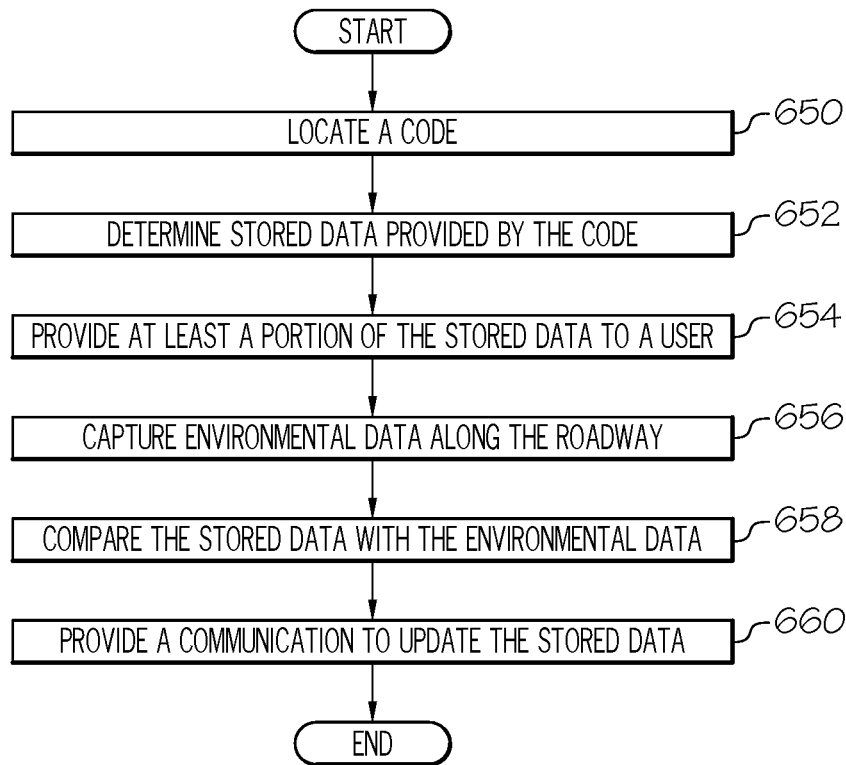 START
LOCATE A CODE
650
DETERMINE STORED DATA PROVIDED BY THE CODE
652
PROVIDE AT LEAST A PORTION OF THE STORED DATA TO A USER
654
CAPTURE ENVIRONMENTAL DATA ALONG THE ROADWAY
656
COMPARE THE STORED DATA WITH THE ENVIRONMENTAL DATA
658
PROVIDE A COMMUNICATION TO UPDATE THE STORED DATA
660
END